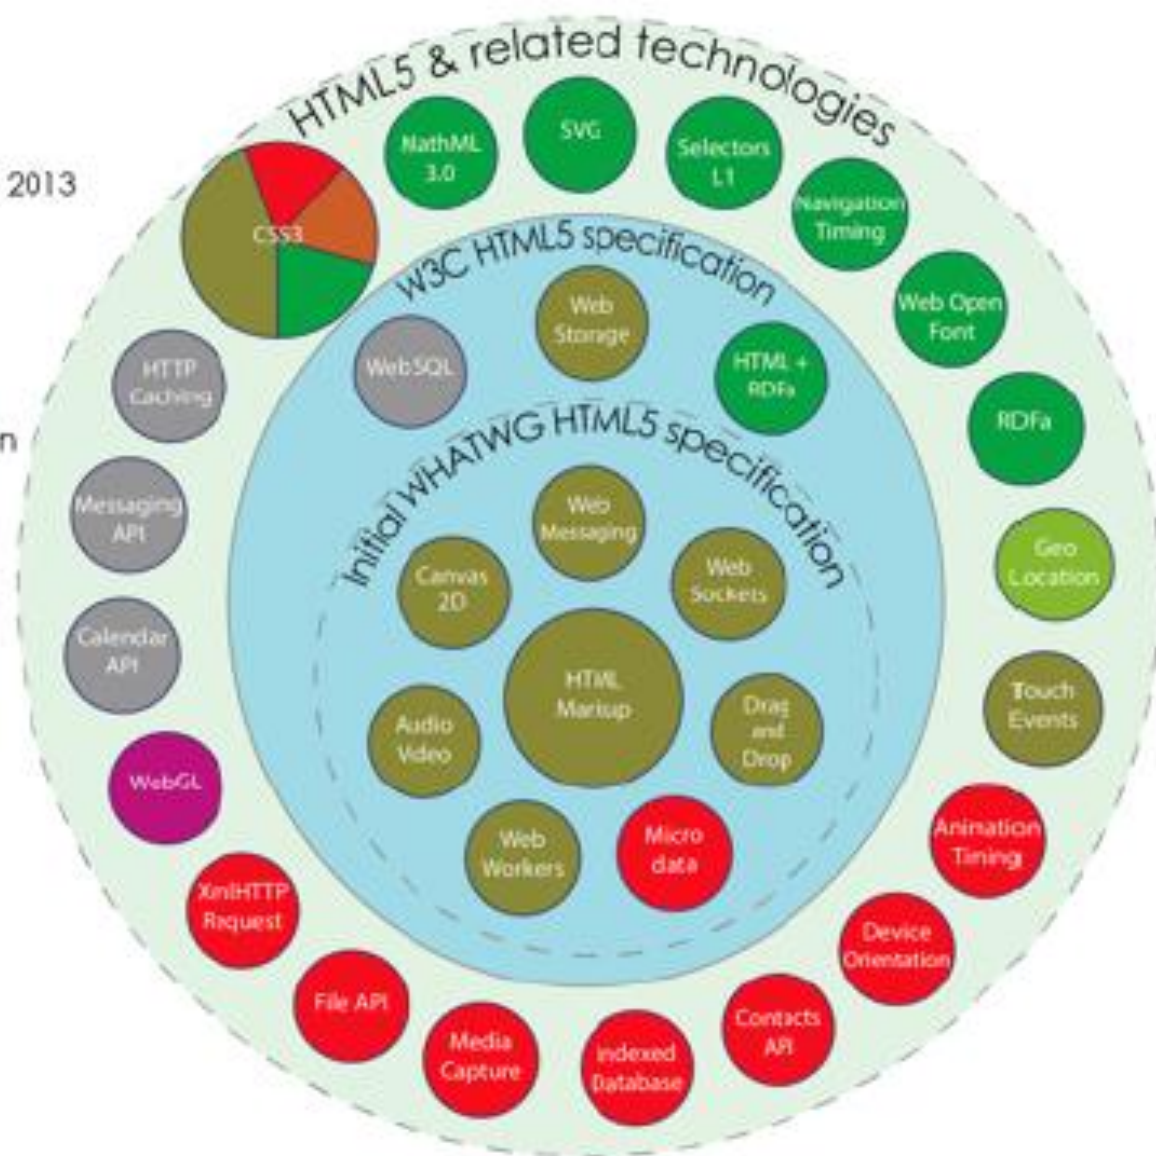 HTML5 & related technologies
2013
n
NathML
3.0
SVG
Selectors
L1
Navigation
Timing
CSS3
Web Open
Font
W3C HTML5 specification
Web
Storage
WebSQL
HTML +
RDFa
HTTP
Caching
RDFa
Initial WHATWG HTML5 specification
Messaging
API
Web
Messaging
Canvas
2D
Web
Sockets
Geo
Location
Calendar
API
HTML
Markup
Audio
Video
Drag
and
Drop
Touch
Events
WebGL
Web
Workers
Micro
data
Animation
Timing
XmlHTTP
Request
Device
Orientation
File API
Media
Capture
Indexed
Database
Contacts
API